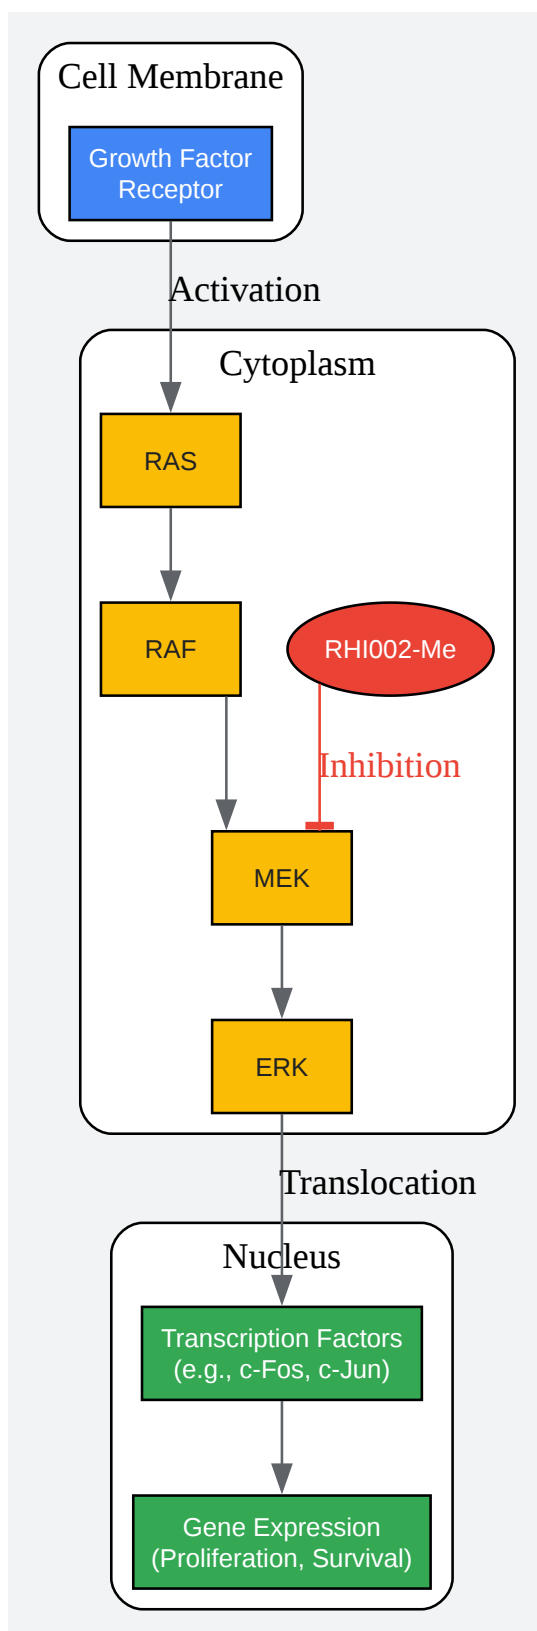 Cell Membrane
Growth Factor
Receptor
Activation
Cytoplasm
RAS
RAF
RHI002-Me
Inhibition
MEK
ERK
Translocation
Nucleus
Transcription Factors
(e.g., c-Fos, c-Jun)
Gene Expression
(Proliferation, Survival)